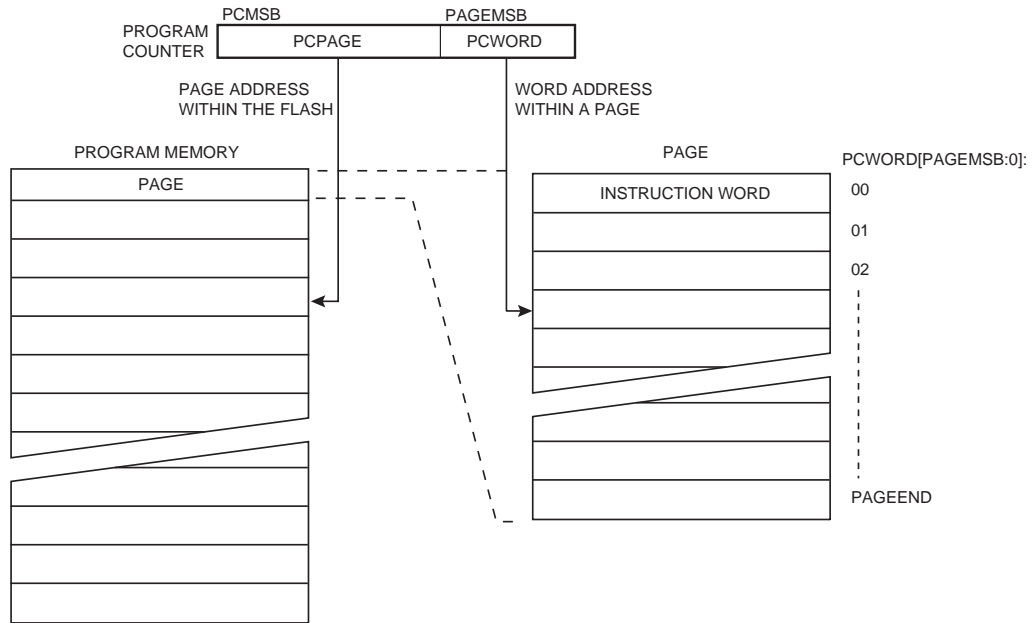 PCMSB
PAGEMSB
PROGRAM
COUNTER
PCPAGE
PCWORD
PAGE ADDRESS
WITHIN THE FLASH
WORD ADDRESS
WITHIN A PAGE
PROGRAM MEMORY
PAGE
PAGE
INSTRUCTION WORD
PCWORD[PAGEMSB:0]:
00
01
02
PAGEEND